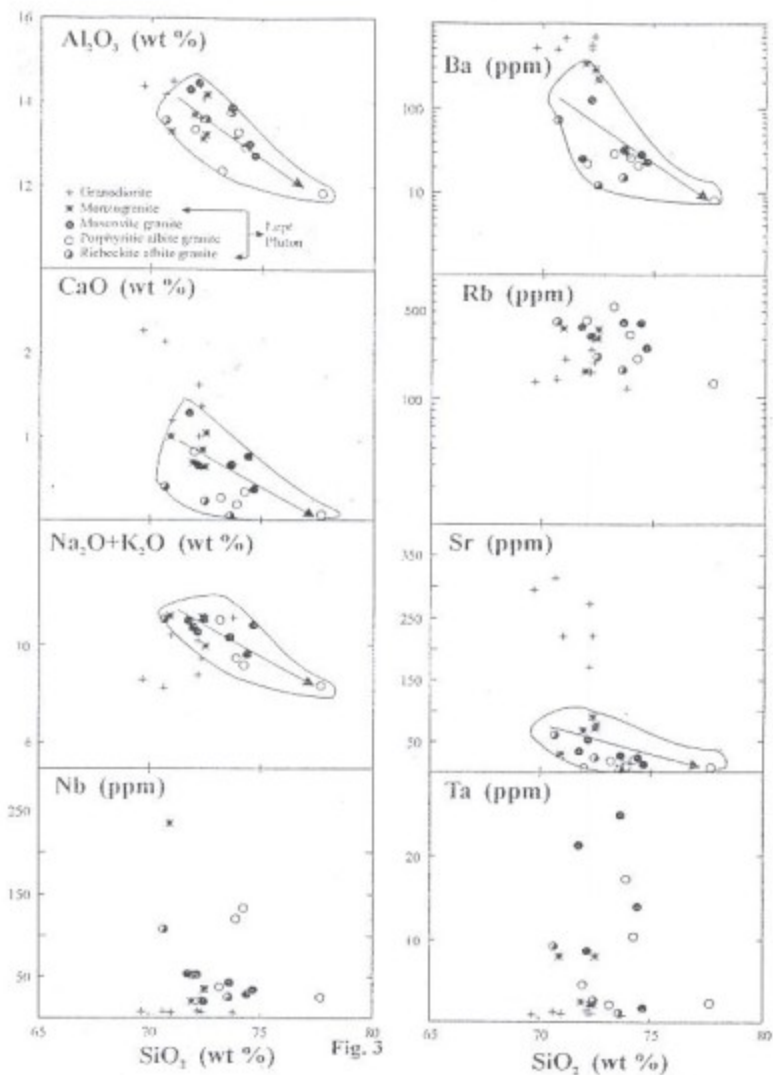 Al₂O₃ (wt %)
16
14
12
Granodiorite
Monzogranite
Muscovite granite
Porphyritic albite granite
Riebeckite albite granite
Pluton
CaO (wt %)
2
1
Na₂O+K₂O (wt %)
10
6
Nb (ppm)
250
150
50
65
70
75
80
SiO₂ (wt %)
Fig. 3
Ba (ppm)
100
10
Rb (ppm)
500
100
Sr (ppm)
350
250
150
50
Ta (ppm)
20
10
65
70
75
80
SiO₂ (wt %)